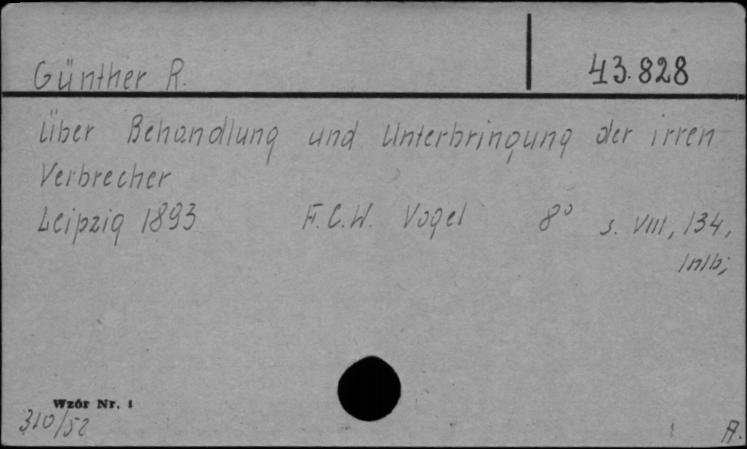 Günther R. 43.828
Über Behandlung und Unterbringung der irren
Verbrecher
Leipzig 1893 F.C.W. Vogel 8° s. VIII, 134,
Wzór Nr. 1
310/52 A.